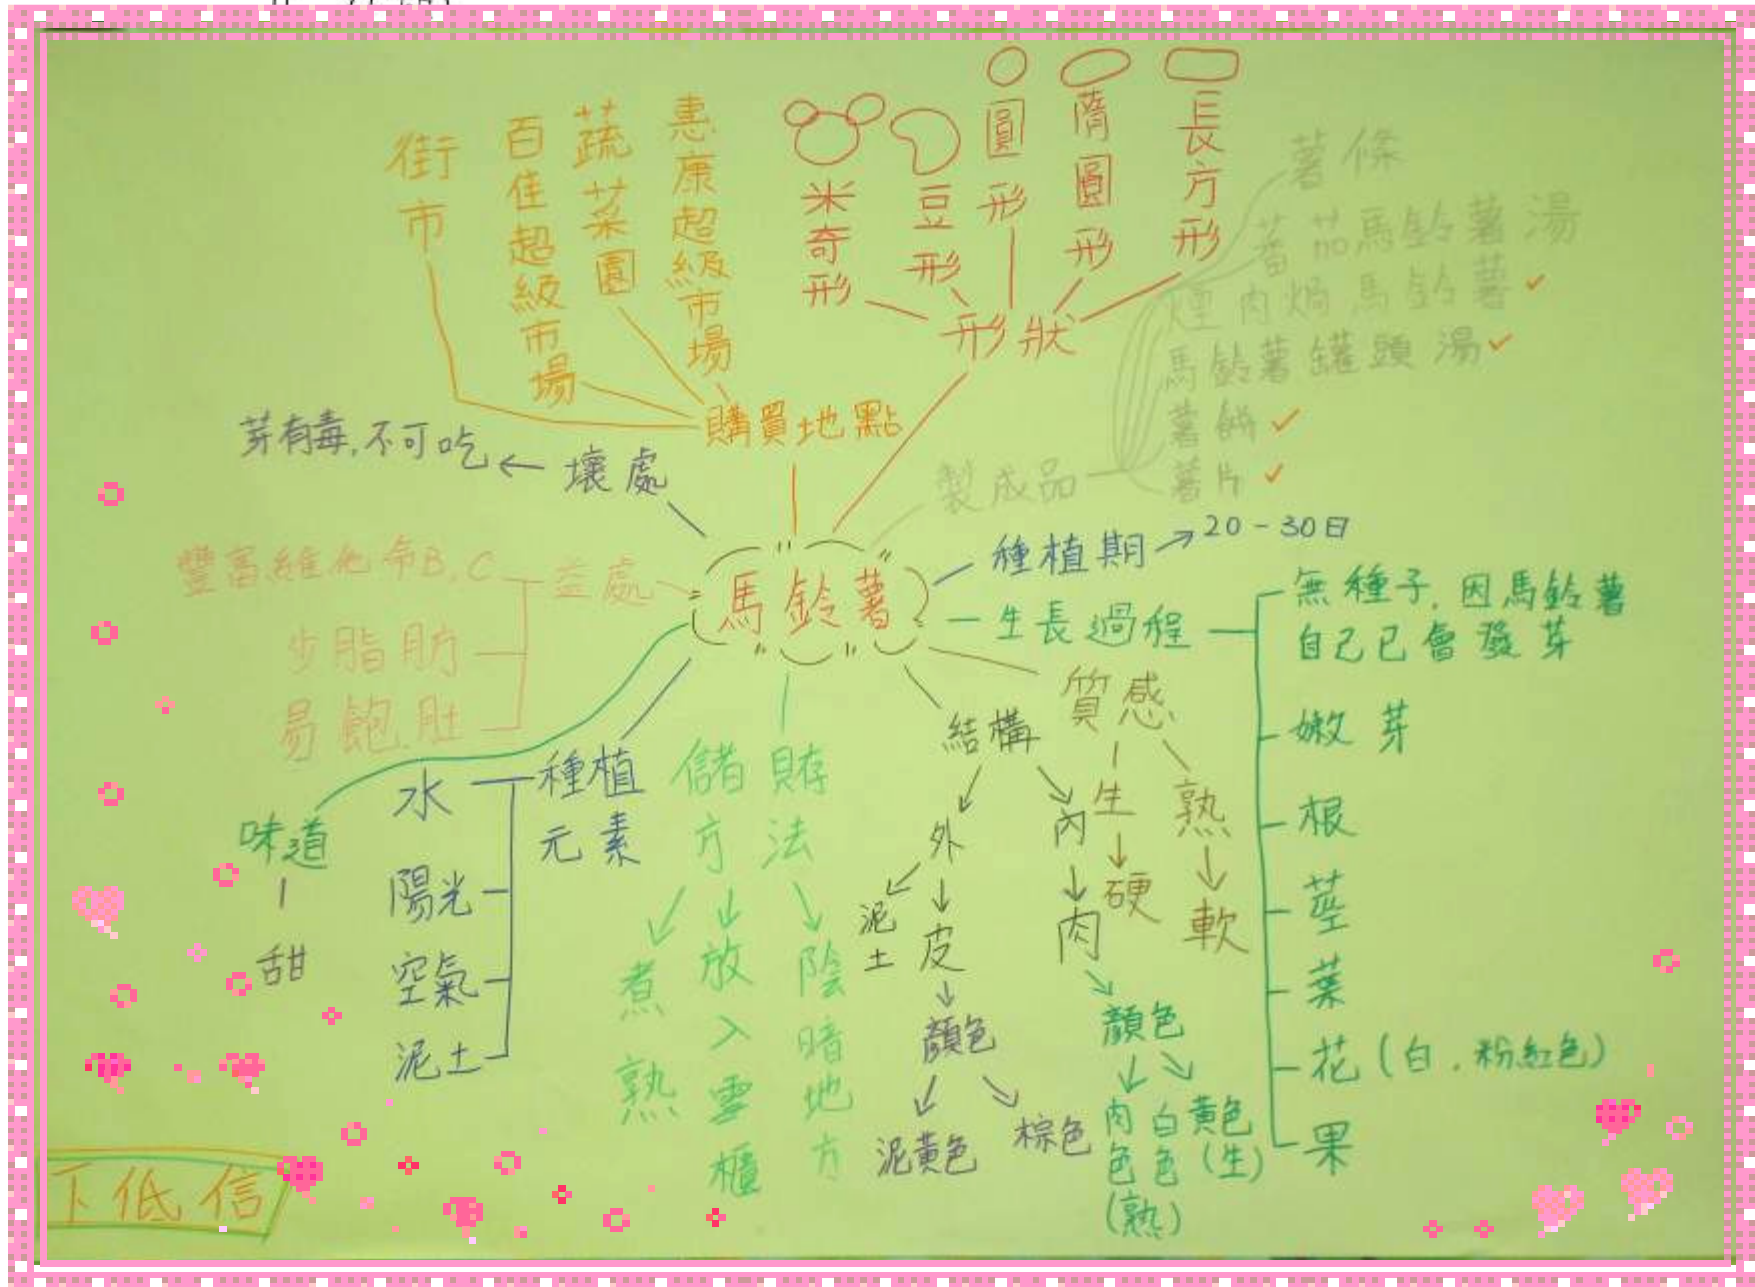 街市
百佳超級市場
蔬菜園
惠康超級市場
購買地點
米奇形
豆形
圓形
橢圓形
長方形
形狀
薯條
蕃茄馬鈴薯湯
煙肉焗馬鈴薯
馬鈴薯罐頭湯
薯餅
薯片
製成品
芽有毒,不可吃
壞處
種植期
20-30日
馬鈴薯
豐富維他命B,C
少脂肪
易飽肚
益處
生長過程
無種子,因馬鈴薯
自己已會發芽
嫩芽
根
莖
葉
花(白,粉紅色)
果
質感
生
硬
熟
軟
結構
外
泥土
皮
顏色
泥黃色
棕色
內
肉
顏色
肉色(熟)
白色
黃色(生)
儲財
方法
煮熟
放入雪櫃
陰暗地方
種植
元素
水
陽光
空氣
泥土
味道
甜
下低信